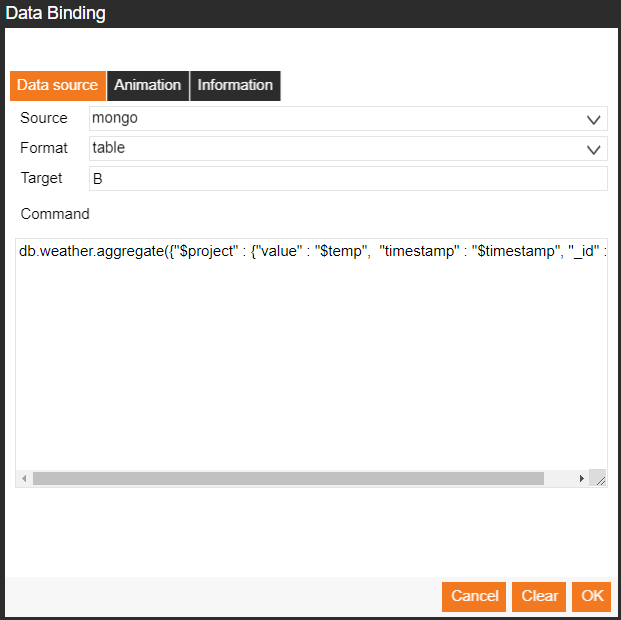 Data Binding
Data source Animation Information
Source mongo
Format table
Target B
Command
db.weather.aggregate({"$project" : {"value" : "$temp",  "timestamp" : "$timestamp", "_id" :
Cancel Clear OK